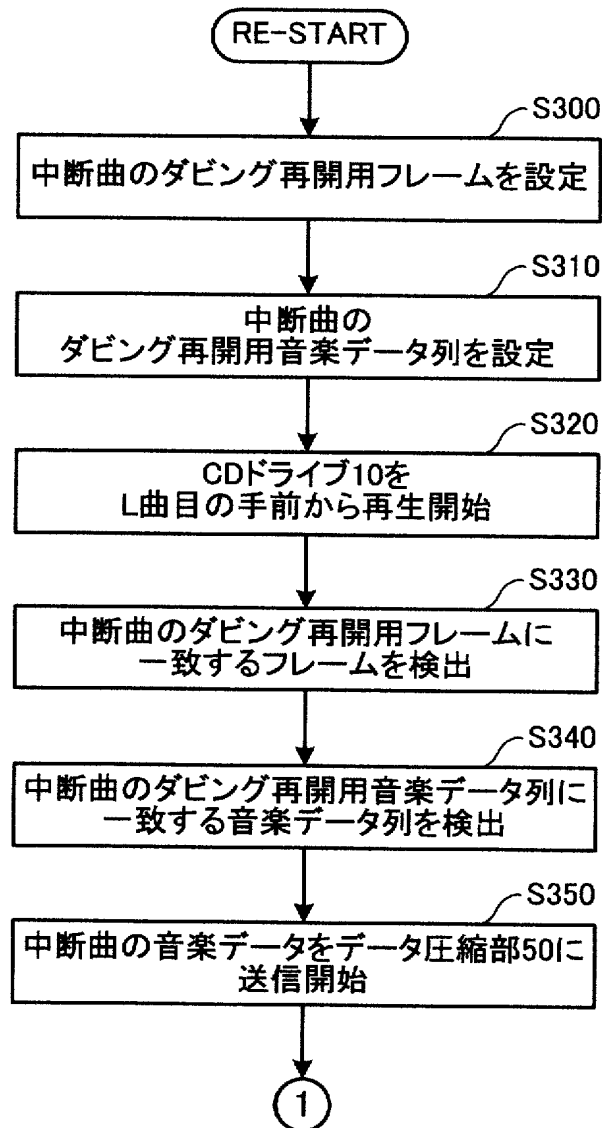 RE-START
S300
中断曲のダビング再開用フレームを設定
S310
中断曲の
ダビング再開用音楽データ列を設定
S320
CDドライブ10を
L曲目の手前から再生開始
S330
中断曲のダビング再開用フレームに
一致するフレームを検出
S340
中断曲のダビング再開用音楽データ列に
一致する音楽データ列を検出
S350
中断曲の音楽データをデータ圧縮部50に
送信開始
1